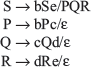 S → bSe/PQR
P → bPc/ε
Q → cQd/ε
R → dRe/ε